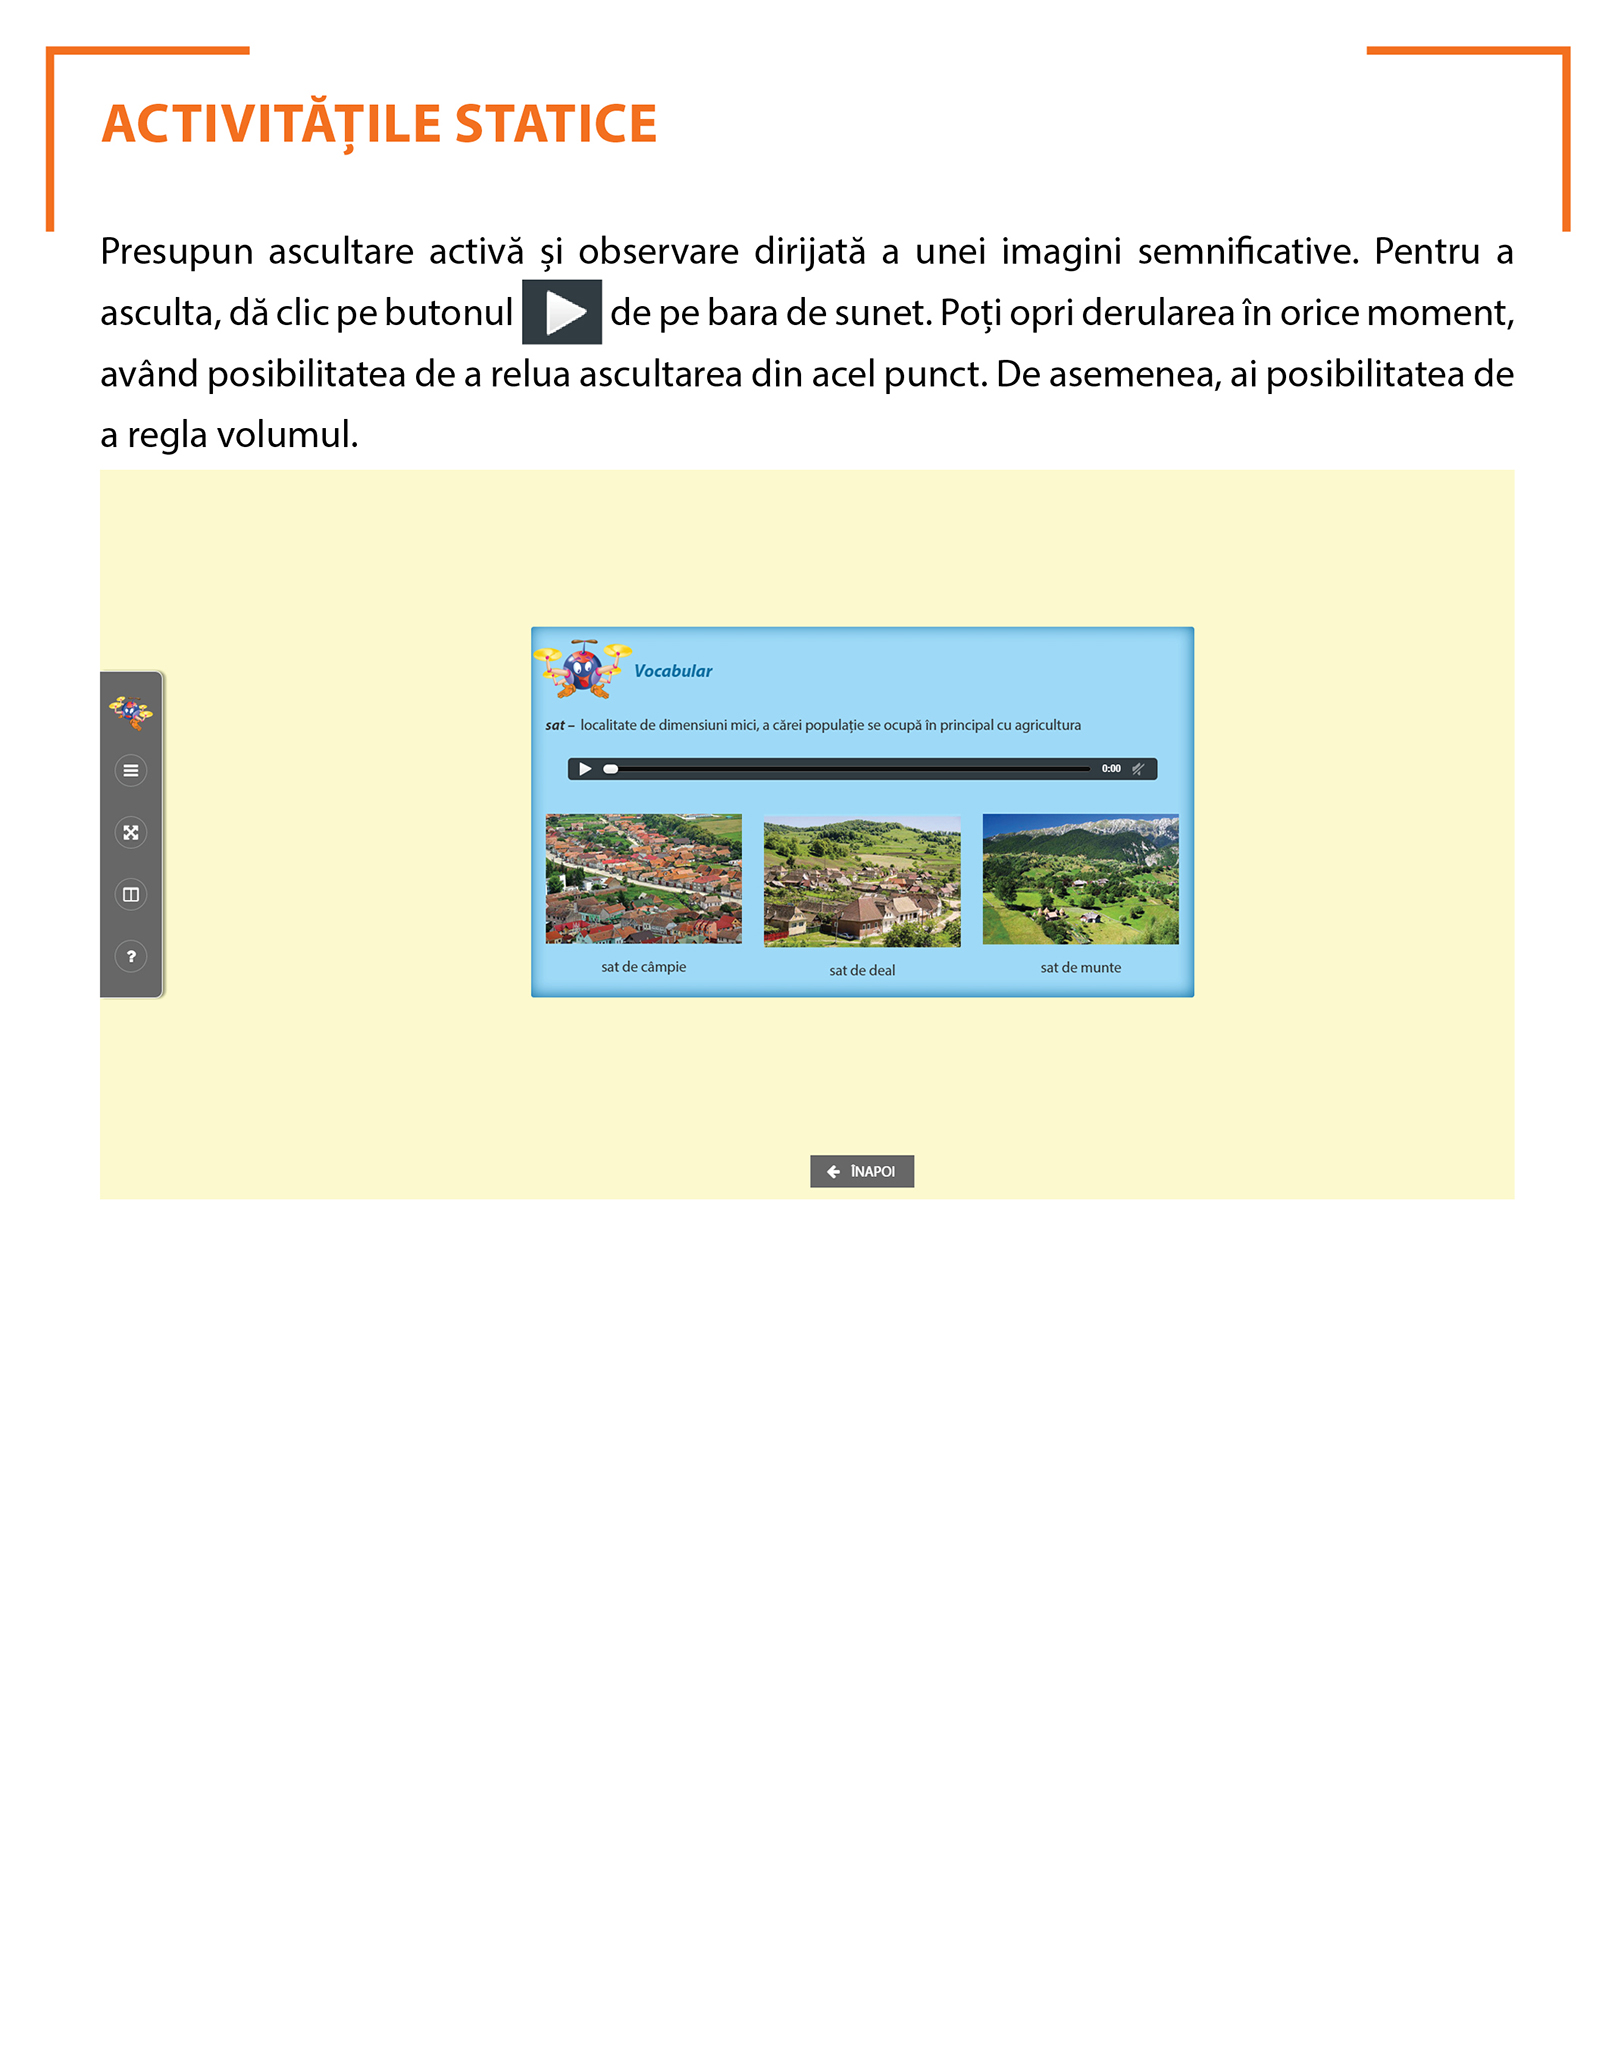 ACTIVITĂȚILE STATICE
Presupun ascultare activă și observare dirijată a unei imagini semnificative. Pentru a
asculta, dă clic pe butonul de pe bara de sunet. Poți opri derularea în orice moment,
având posibilitatea de a relua ascultarea din acel punct. De asemenea, ai posibilitatea de
a regla volumul.
Vocabular
sat – localitate de dimensiuni mici, a cărei populație se ocupă în principal cu agricultura
0:00
sat de câmpie
sat de deal
sat de munte
?
ÎNAPOI